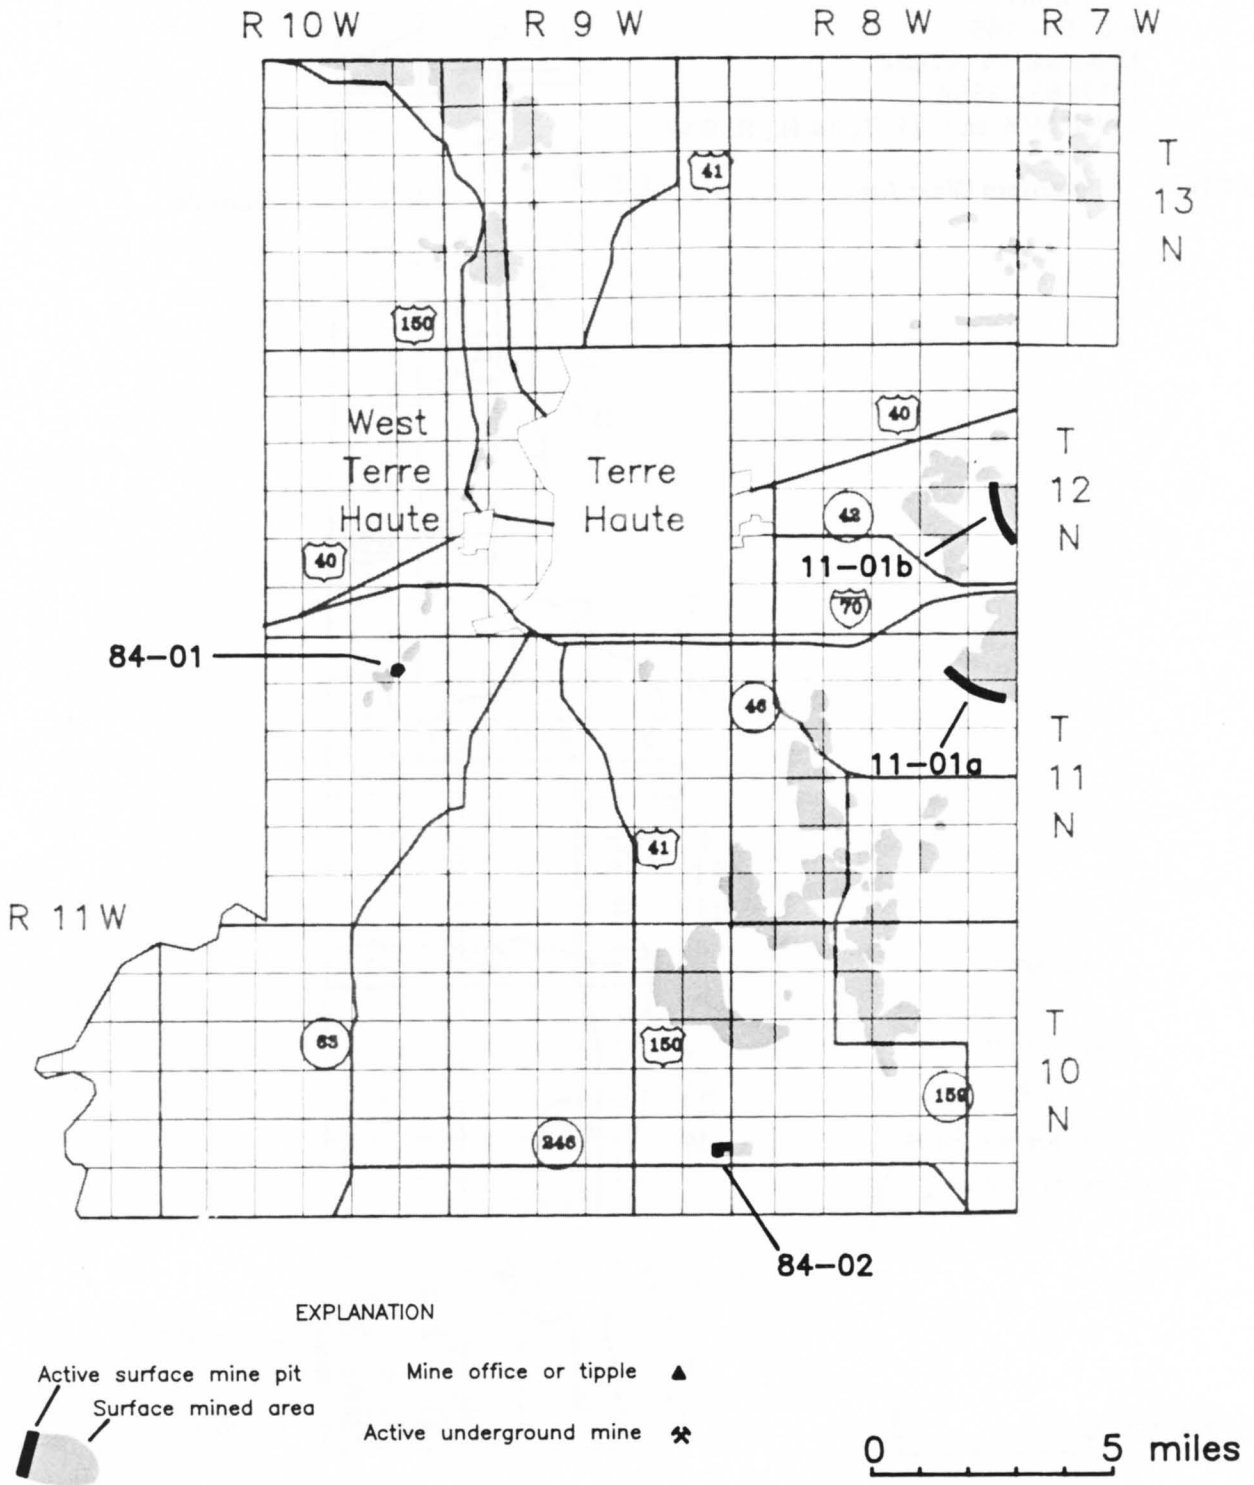 R 10 W R 9 W R 8 W R 7 W
T
13
N
41
150
West
Terre
Haute
Terre
Haute
40
T
12
N
42
40
11-01b
70
84-01
46
T
11
N
11-01a
41
R 11 W
63
150
T
10
N
159
246
84-02
EXPLANATION
Active surface mine pit
Surface mined area
Mine office or tipple
Active underground mine
0 5 miles